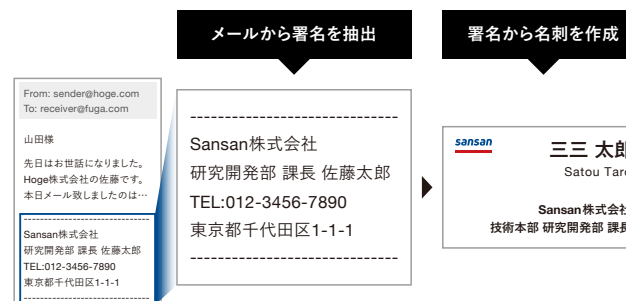 メールから署名を抽出
署名から名刺を作成
From: sender@hoge.com
To: receiver@fuga.com
山田様
先日はお世話になりました。
Hoge株式会社の佐藤です。
本日メール致しましたのは…
--------------------------------
Sansan株式会社
研究開発部 課長 佐藤太郎
TEL:012-3456-7890
東京都千代田区1-1-1
--------------------------------
--------------------------------
Sansan株式会社
研究開発部 課長 佐藤太郎
TEL:012-3456-7890
東京都千代田区1-1-1
--------------------------------
sansan
三三 太郎
Satou Taro
Sansan株式会社
技術本部 研究開発部 課長